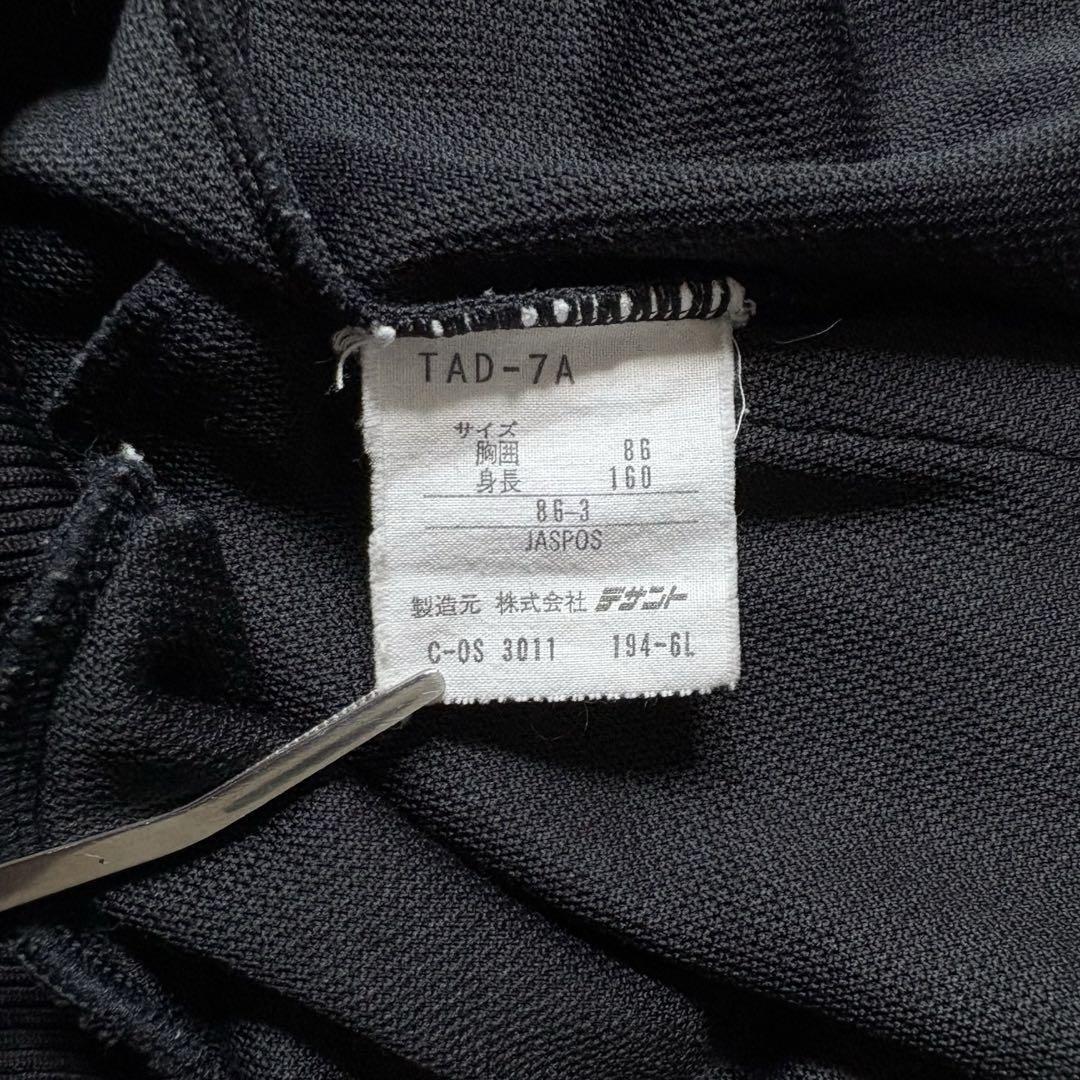 TAD-7A
サイズ
胸囲 86
身長 160
86-3
JASPOS
製造元 株式会社 デサント
C-OS 3011 194-6L